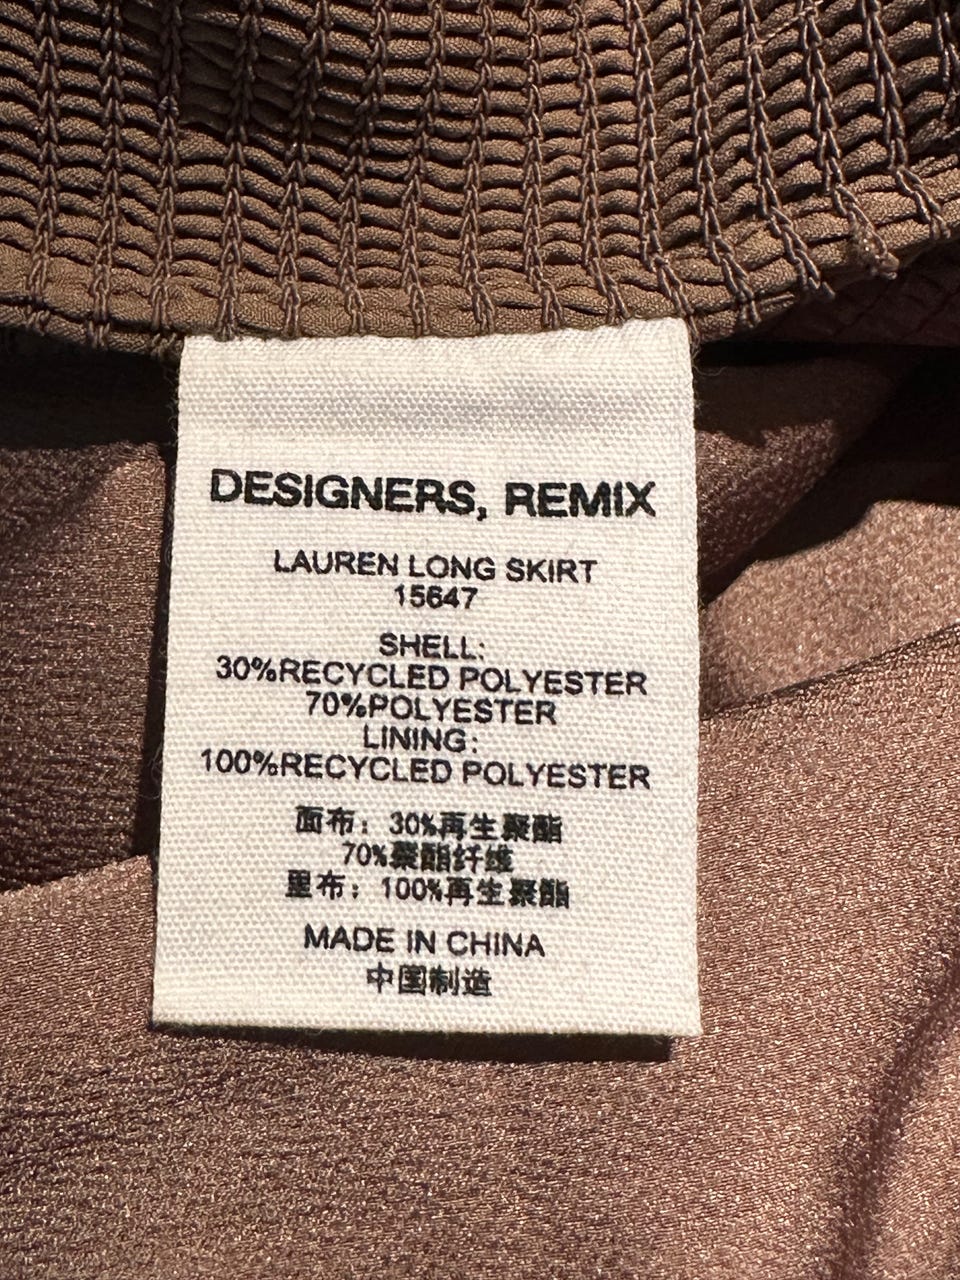 DESIGNERS, REMIX
LAUREN LONG SKIRT
15647
SHELL:
30%RECYCLED POLYESTER
70%POLYESTER
LINING:
100%RECYCLED POLYESTER
面布：30%再生聚酯
70%聚酯纤维
里布：100%再生聚酯
MADE IN CHINA
中国制造